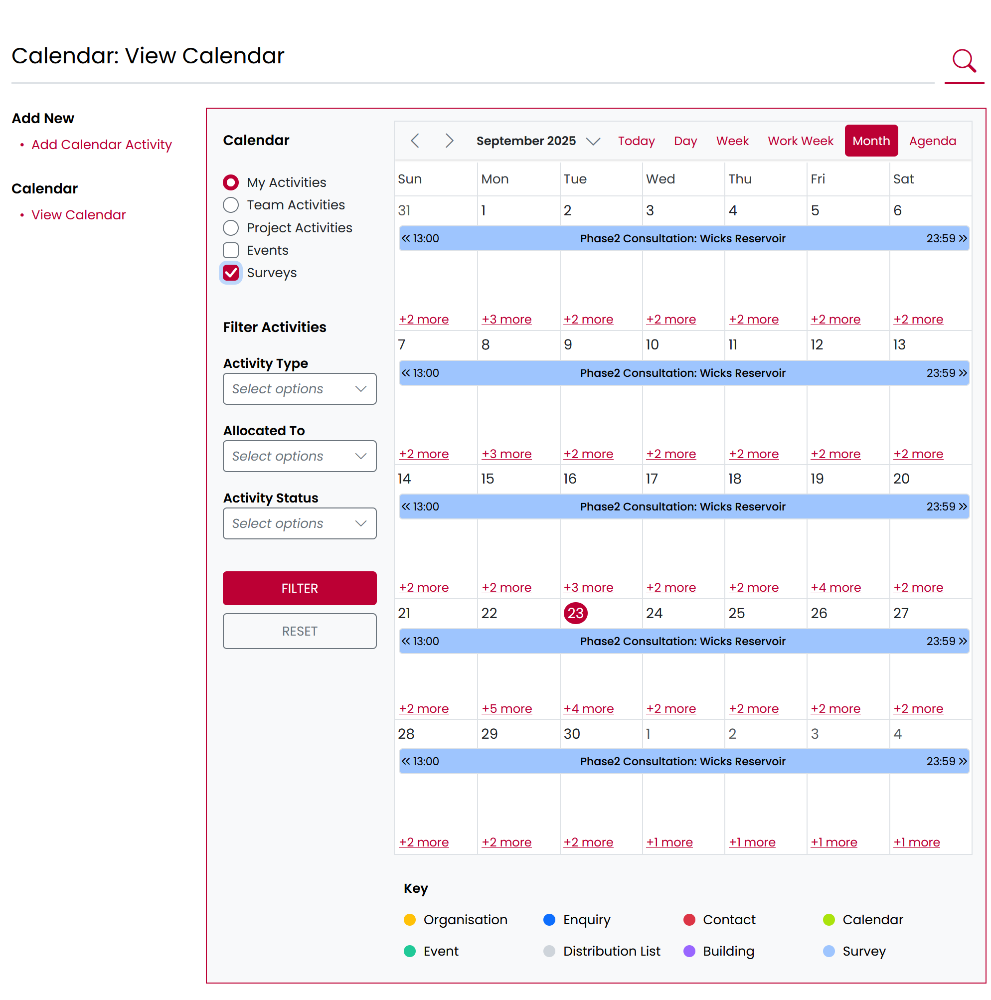 Calendar: View Calendar
Add New
• Add Calendar Activity
Calendar
• View Calendar
Calendar
My Activities
Team Activities
Project Activities
Events
Surveys
Filter Activities
Activity Type
Select options
Allocated To
Select options
Activity Status
Select options
FILTER
RESET
September 2025 Today Day Week Work Week Month Agenda
Sun Mon Tue Wed Thu Fri Sat
31 1 2 3 4 5 6
« 13:00 Phase2 Consultation: Wicks Reservoir 23:59 »
+2 more +3 more +2 more +2 more +2 more +2 more +2 more
7 8 9 10 11 12 13
« 13:00 Phase2 Consultation: Wicks Reservoir 23:59 »
+2 more +3 more +2 more +2 more +2 more +2 more +2 more
14 15 16 17 18 19 20
« 13:00 Phase2 Consultation: Wicks Reservoir 23:59 »
+2 more +2 more +3 more +2 more +2 more +4 more +2 more
21 22 23 24 25 26 27
« 13:00 Phase2 Consultation: Wicks Reservoir 23:59 »
+2 more +5 more +4 more +2 more +2 more +2 more +2 more
28 29 30 1 2 3 4
« 13:00 Phase2 Consultation: Wicks Reservoir 23:59 »
+2 more +2 more +2 more +1 more +1 more +1 more +1 more
Key
Organisation Enquiry Contact Calendar
Event Distribution List Building Survey